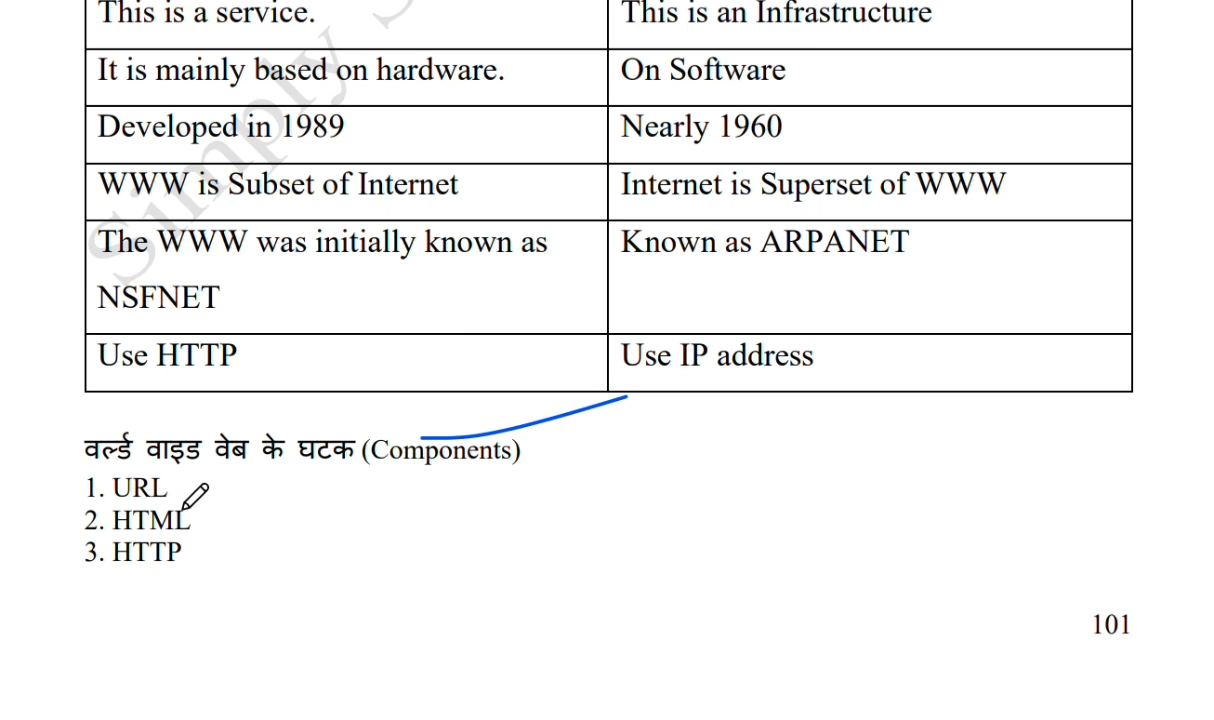 This is a service.
This is an Infrastructure
It is mainly based on hardware.
On Software
Developed in 1989
Nearly 1960
WWW is Subset of Internet
Internet is Superset of WWW
The WWW was initially known as
NSFNET
Known as ARPANET
Use HTTP
Use IP address
वर्ल्ड वाइड वेब के घटक (Components)
1. URL
2. HTML
3. HTTP
101
Simply